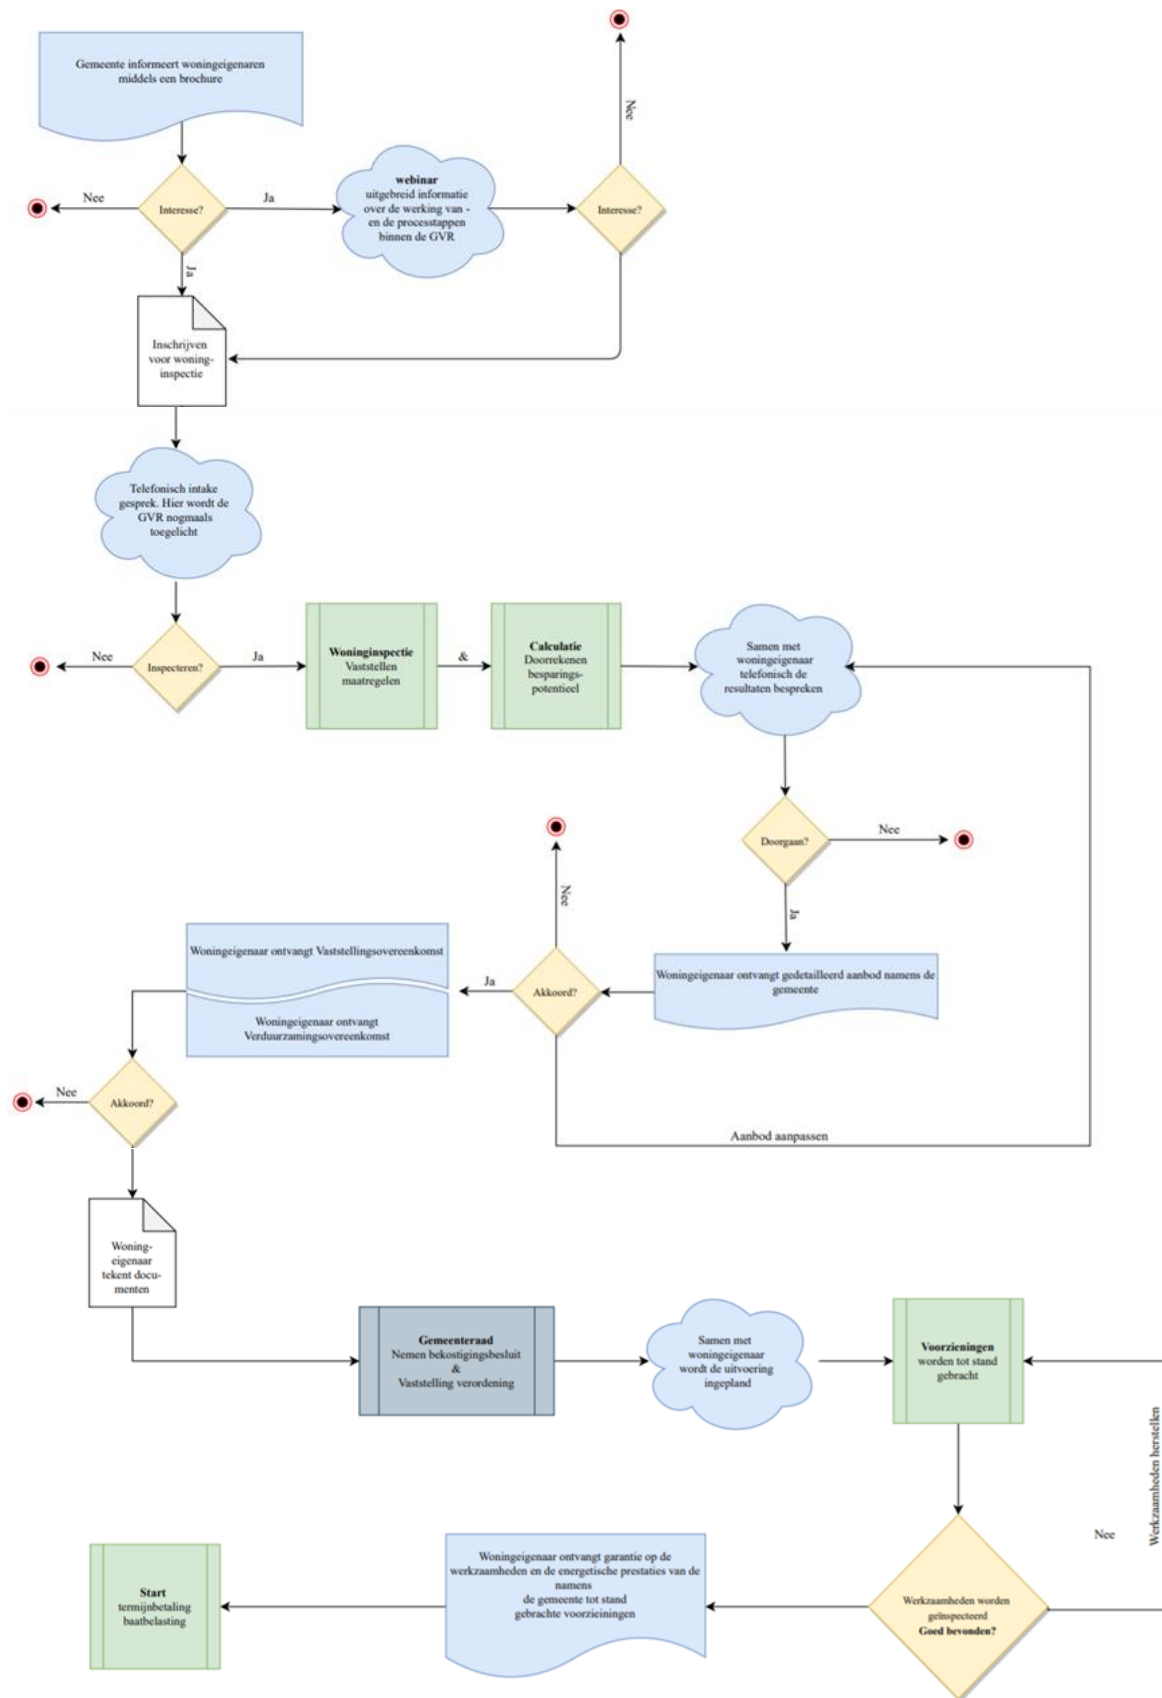 Gemeente informeert woningeigenaren
middels een brochure
Nee
Nee
Interesse?
Ja
webinar
uitgebreid informatie
over de werking van -
en de processtappen
binnen de GVR
Interesse?
Ja
Inschrijven
voor woning-
inspectie
Telefonisch intake
gesprek. Hier wordt de
GVR nogmaals
toegelicht
Nee
Inspecteren?
Ja
Woninginspectie
Vaststellen
maatregelen
&
Calculatie
Doorrekenen
besparings-
potentieel
Samen met
woningeigenaar
telefonisch de
resultaten bespreken
Doorgaan?
Nee
Ja
Nee
Woningeigenaar ontvangt gedetailleerd aanbod namens de
gemeente
Akkoord?
Ja
Woningeigenaar ontvangt Vaststellingsovereenkomst
Woningeigenaar ontvangt
Verduurzamingsovereenkomst
Nee
Akkoord?
Aanbod aanpassen
Woning-
eigenaar
tekent docu-
menten
Gemeenteraad
Nemen bekostigingsbesluit
&
Vaststelling verordening
Samen met
woningeigenaar
wordt de uitvoering
ingepland
Voorzieningen
worden tot stand
gebracht
Werkzaamheden herstellen
Nee
Werkzaamheden worden
geïnspecteerd
Goed bevonden?
Woningeigenaar ontvangt garantie op de
werkzaamheden en de energetische prestaties van de
namens
de gemeente tot stand
gebrachte voorzieiningen
Start
termijnbetaling
baatbelasting